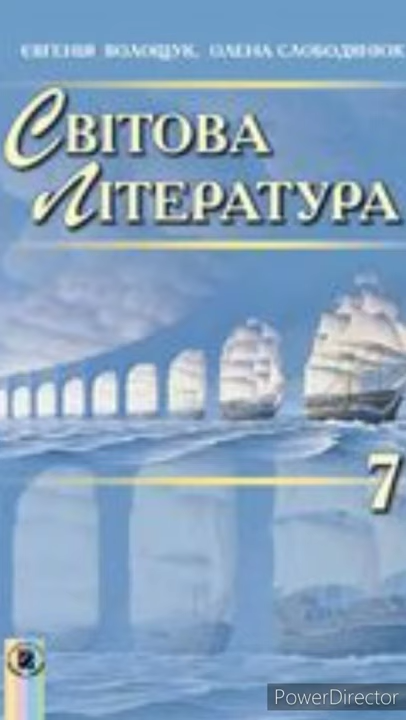 ЄВГЕНІЯ ВОЛОЩУК, ОЛЕНА СЛОБОДЯНЮК
СВІТОВА
ЛІТЕРАТУРА
7
PowerDirector